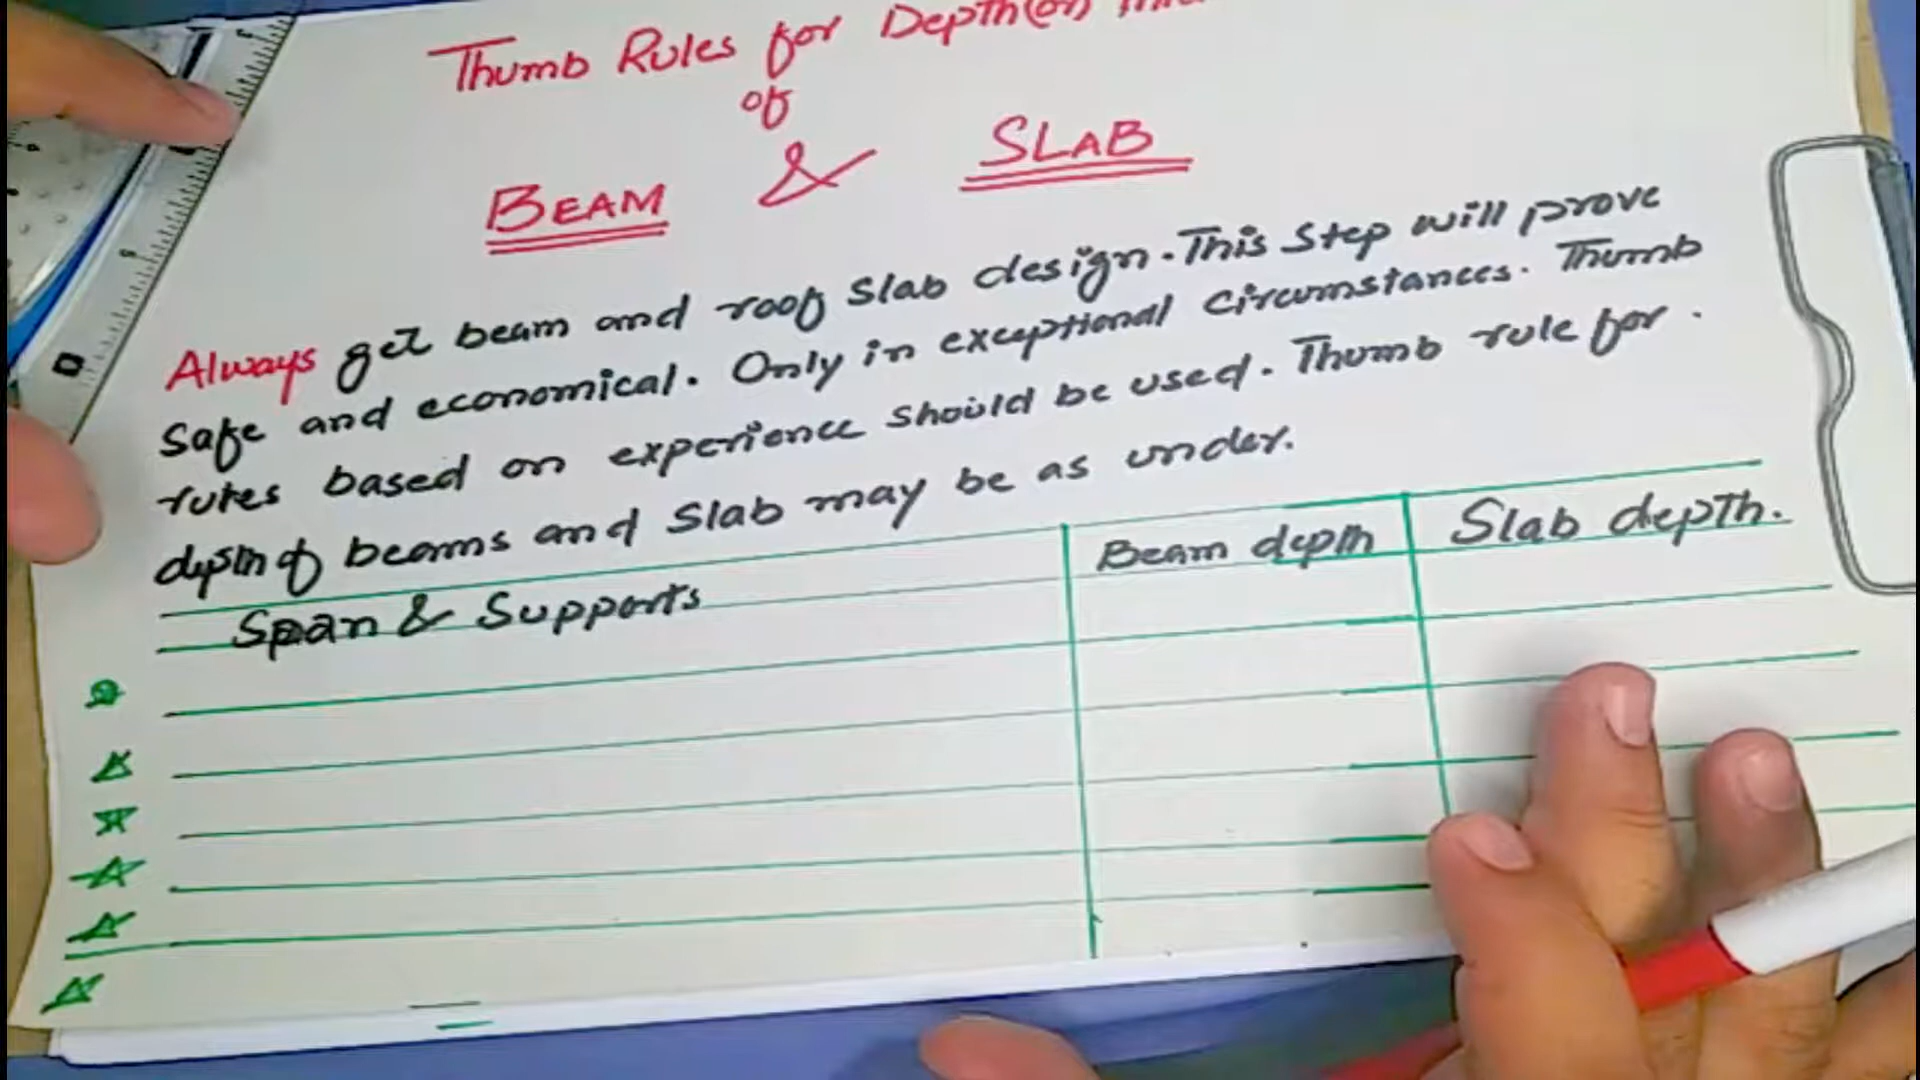 Thumb Rules for Depth(or)
of
BEAM & SLAB
Always get beam and roof slab design. This Step will prove
safe and economical. Only in exceptional circumstances. Thumb
rules based on experience should be used. Thumb rule for
depth of beams and slab may be as under.
Span & Supports Beam depth Slab depth.